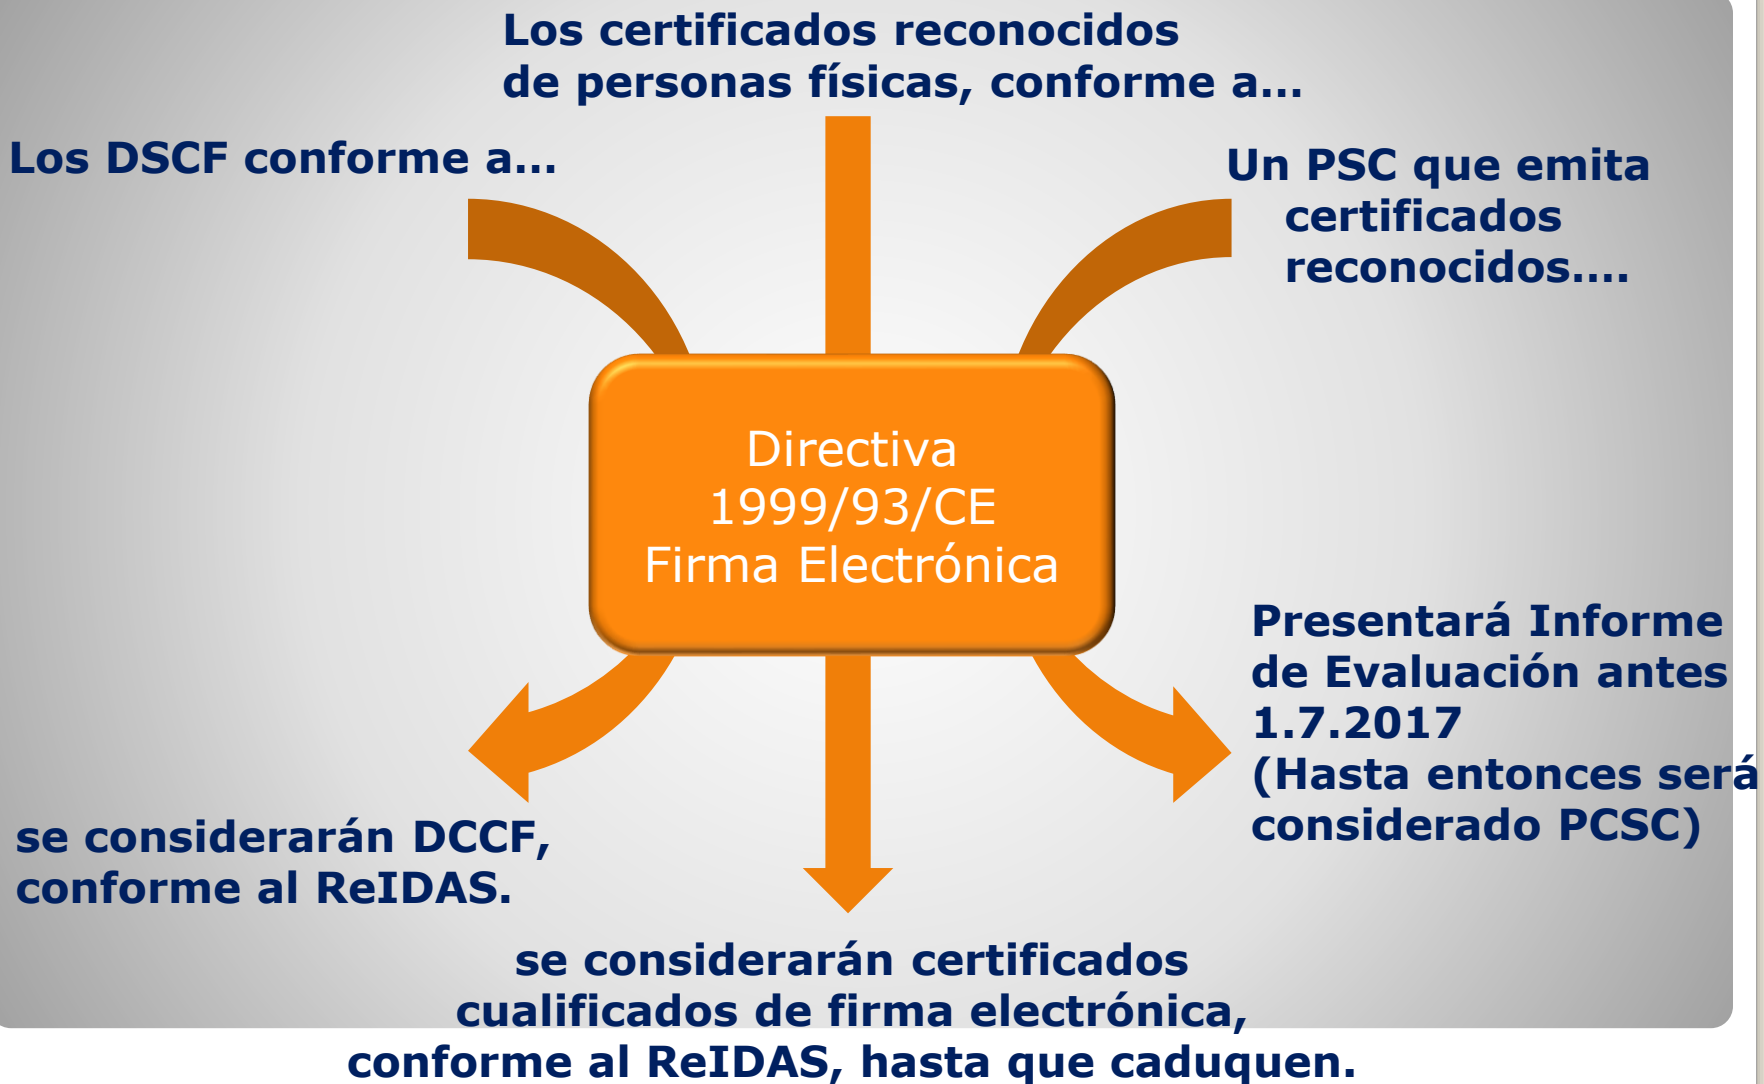 Los certificados reconocidos
de personas físicas, conforme a...
Los DSCF conforme a...
Un PSC que emita
certificados
reconocidos....
Directiva
1999/93/CE
Firma Electrónica
Presentará Informe
de Evaluación antes
1.7.2017
(Hasta entonces será
considerado PCSC)
se considerarán DCCF,
conforme al ReIDAS.
se considerarán certificados
cualificados de firma electrónica,
conforme al ReIDAS, hasta que caduquen.